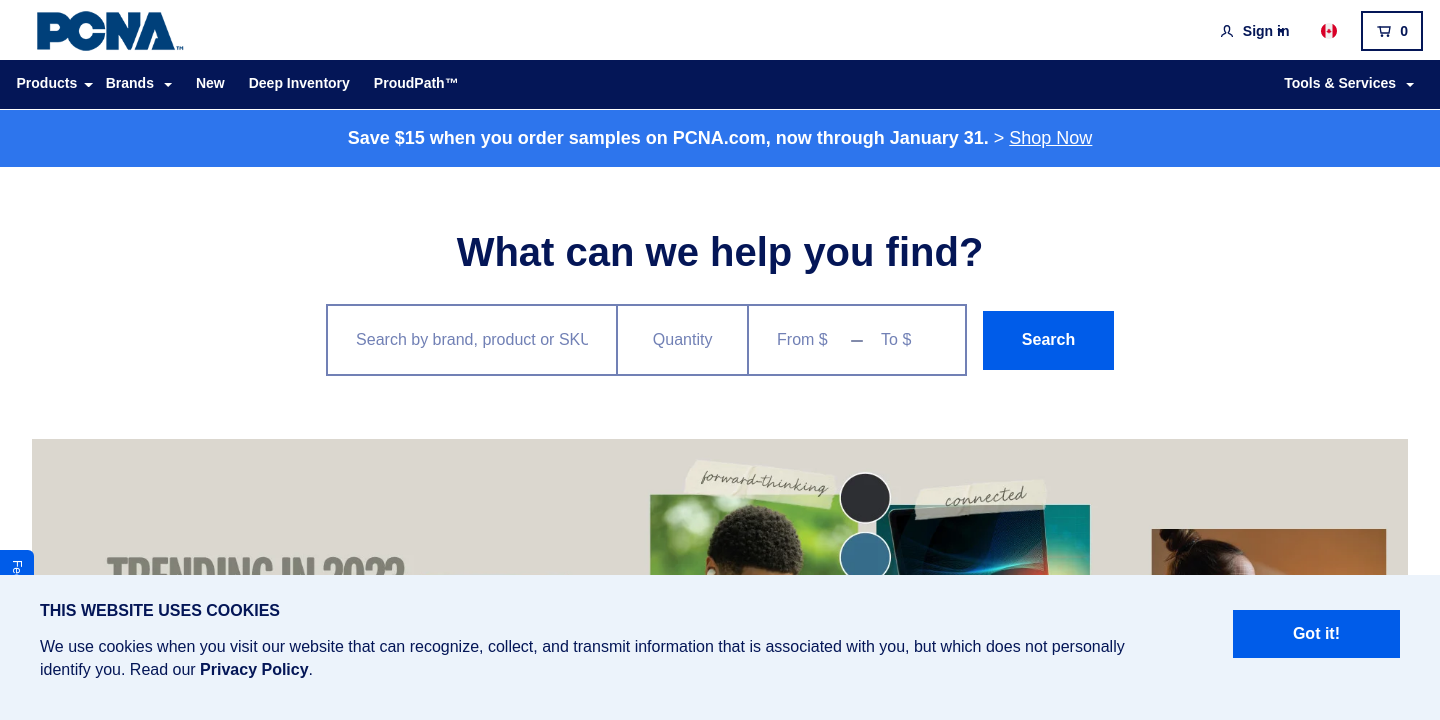 PCNA™
Sign in
0
Products
Brands
New
Deep Inventory
ProudPath™
Tools & Services
Save $15 when you order samples on PCNA.com, now through January 31. > Shop Now
What can we help you find?
Search by brand, product or SKU
Quantity
From $
To $
Search
forward-thinking
connected
TRENDING IN 2023
Fe
THIS WEBSITE USES COOKIES
We use cookies when you visit our website that can recognize, collect, and transmit information that is associated with you, but which does not personally
identify you. Read our Privacy Policy.
Got it!